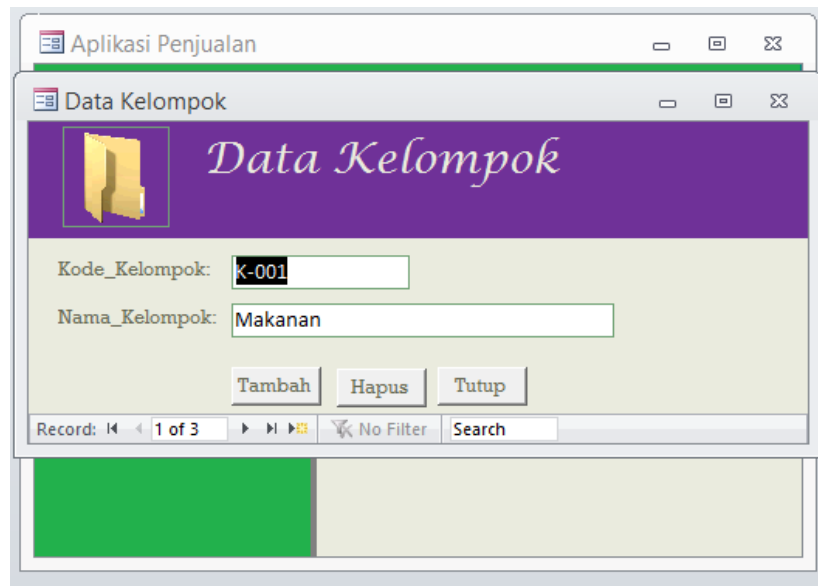 Aplikasi Penjualan
Data Kelompok
Data Kelompok
Kode_Kelompok: K-001
Nama_Kelompok: Makanan
Tambah Hapus Tutup
Record: 1 of 3 No Filter Search